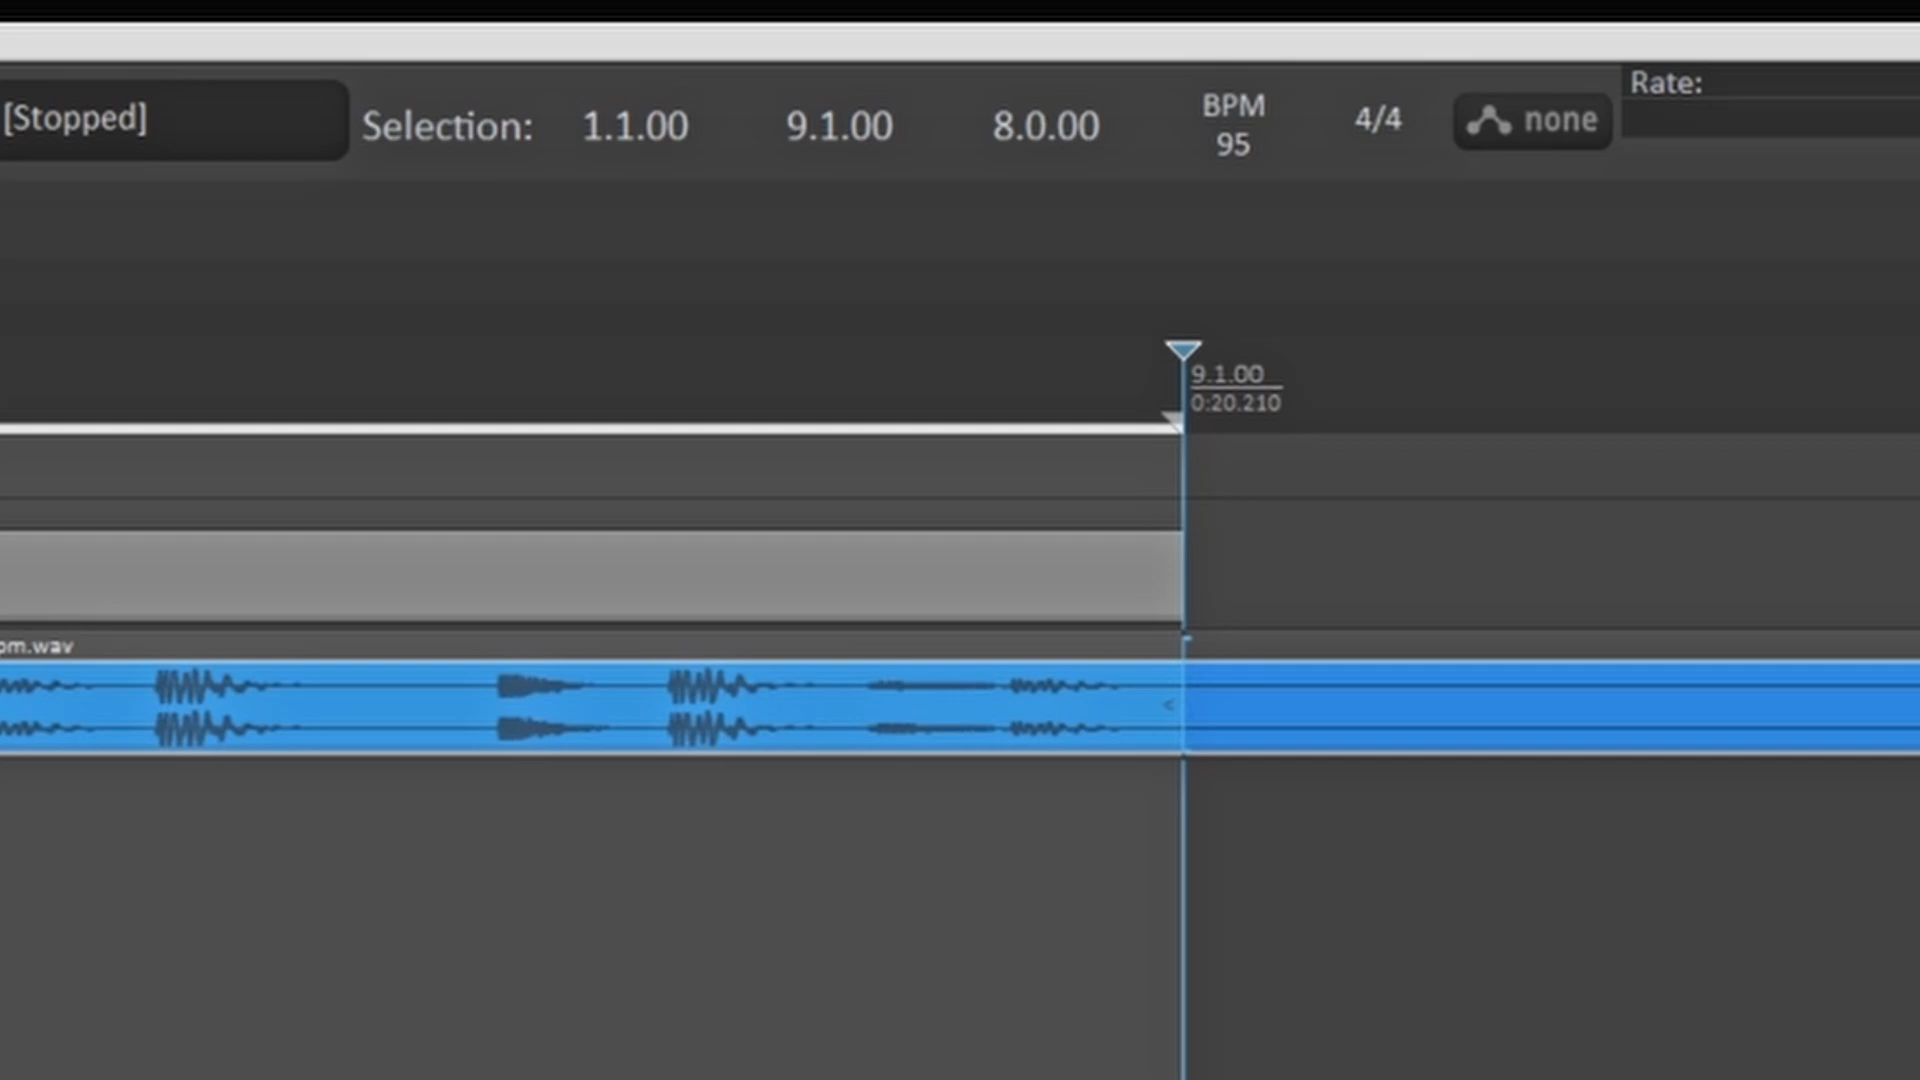 [Stopped]
Selection: 1.1.00 9.1.00 8.0.00
BPM
95
4/4
none
Rate:
9.1.00
0:20.210
.wav
<